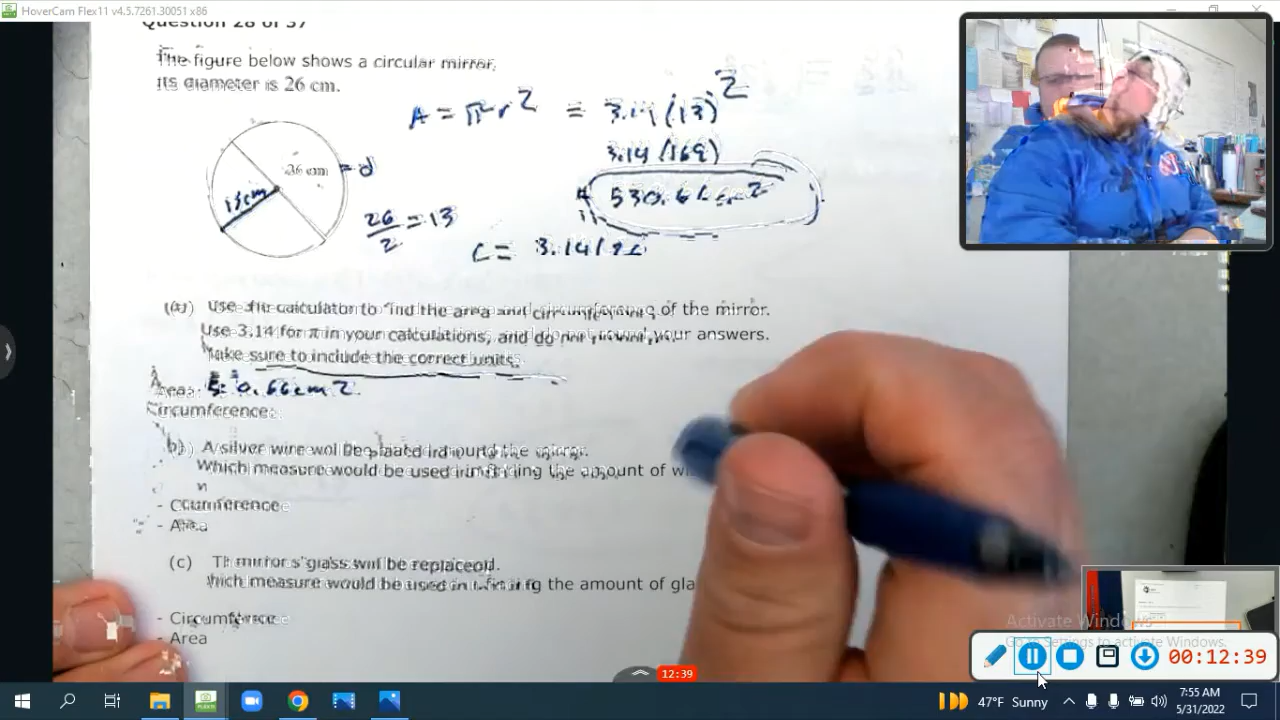 HoverCam Flex11 v4.5.7261.30051 x86
Question 28 of 37
The figure below shows a circular mirror.
Its diameter is 26 cm.
A = πr² = 3.14(13)²
3.14(169)
26 cm = d
13cm
530.66cm²
26/2 = 13
C = 3.14(26
(a) Use the calculator to find the area and circumference of the mirror.
Use 3.14 for π in your calculations, and do not round your answers.
Make sure to include the correct units.
Area: 530.66cm2
Circumference:
(b) A silver wire will be placed around the mirror.
Which measure would be used in finding the amount of
- Circumference
- Area
(c) The mirror's glass will be replaced.
Which measure would be used in finding the amount of
- Circumference
- Area
Activate Windows
Go to Settings to activate Windows.
00:12:39
12:39
47°F Sunny
7:55 AM
5/31/2022